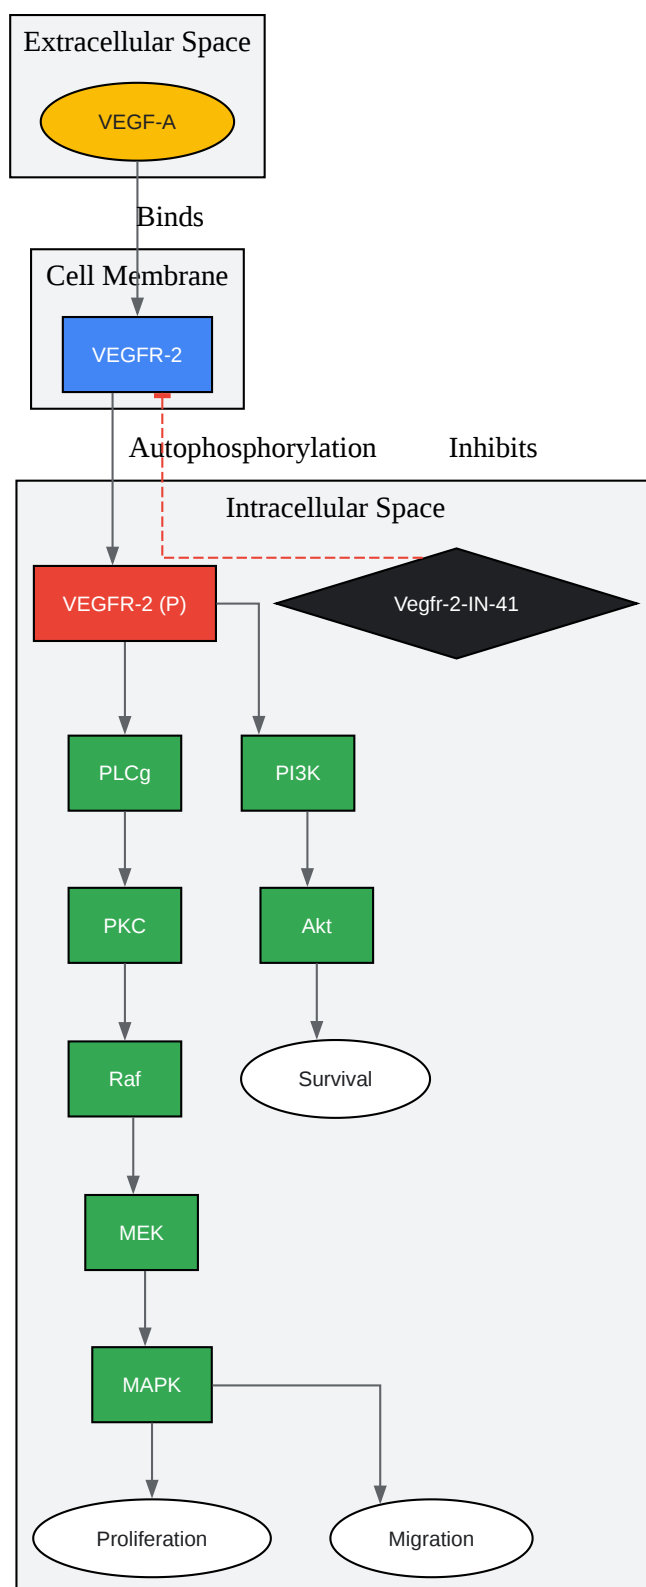 Extracellular Space
VEGF-A
Binds
Cell Membrane
VEGFR-2
Autophosphorylation
Inhibits
Intracellular Space
VEGFR-2 (P)
Vegfr-2-IN-41
PLCg
PI3K
PKC
Akt
Raf
Survival
MEK
MAPK
Proliferation
Migration